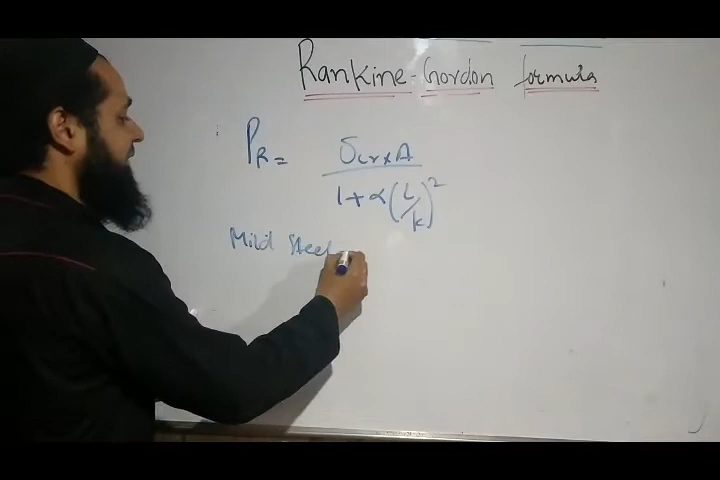 Rankine-Gordon formula
PR = σcr×A
1+α(L/k)²
Mild Steel